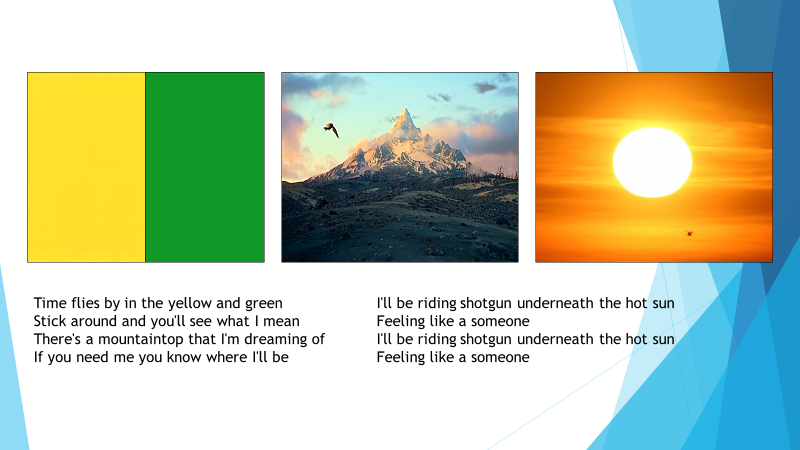 Time flies by in the yellow and green
Stick around and you'll see what I mean
There's a mountaintop that I'm dreaming of
If you need me you know where I'll be
I'll be riding shotgun underneath the hot sun
Feeling like a someone
I'll be riding shotgun underneath the hot sun
Feeling like a someone